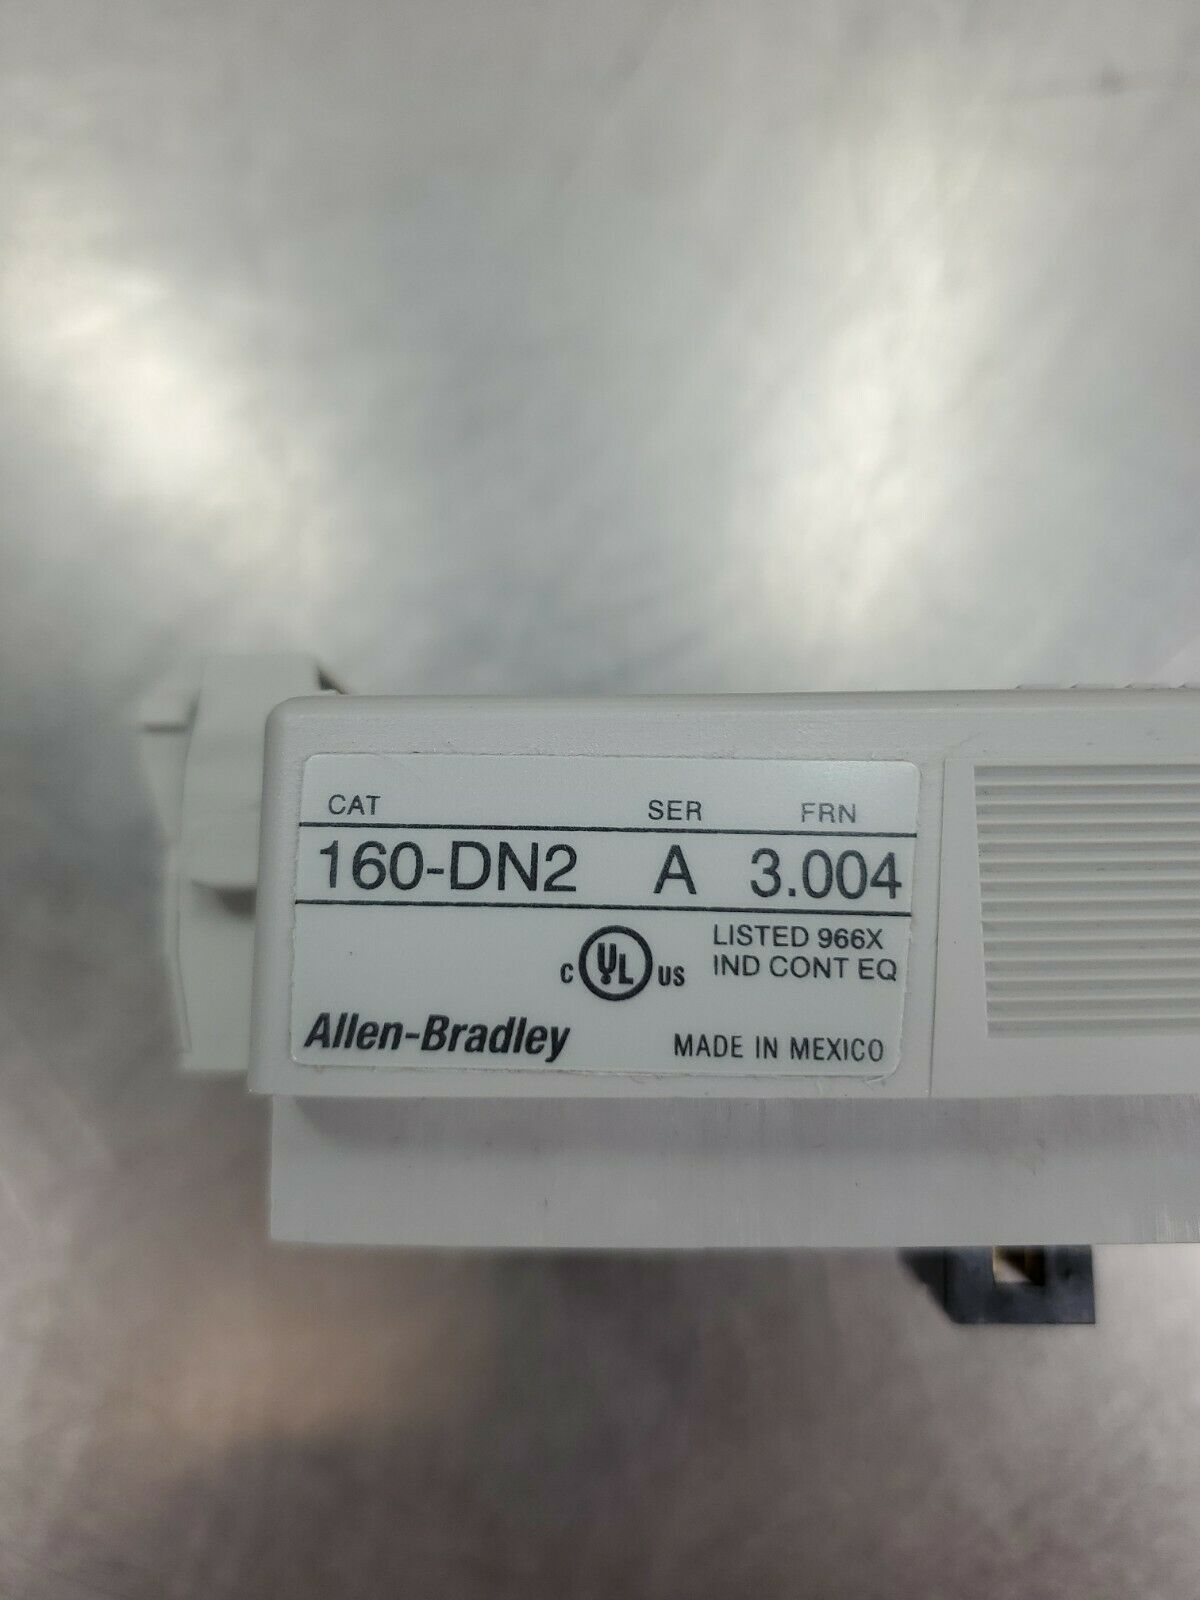 CAT SER FRN
160-DN2 A 3.004
C UL US LISTED 966X
IND CONT EQ
Allen-Bradley MADE IN MEXICO